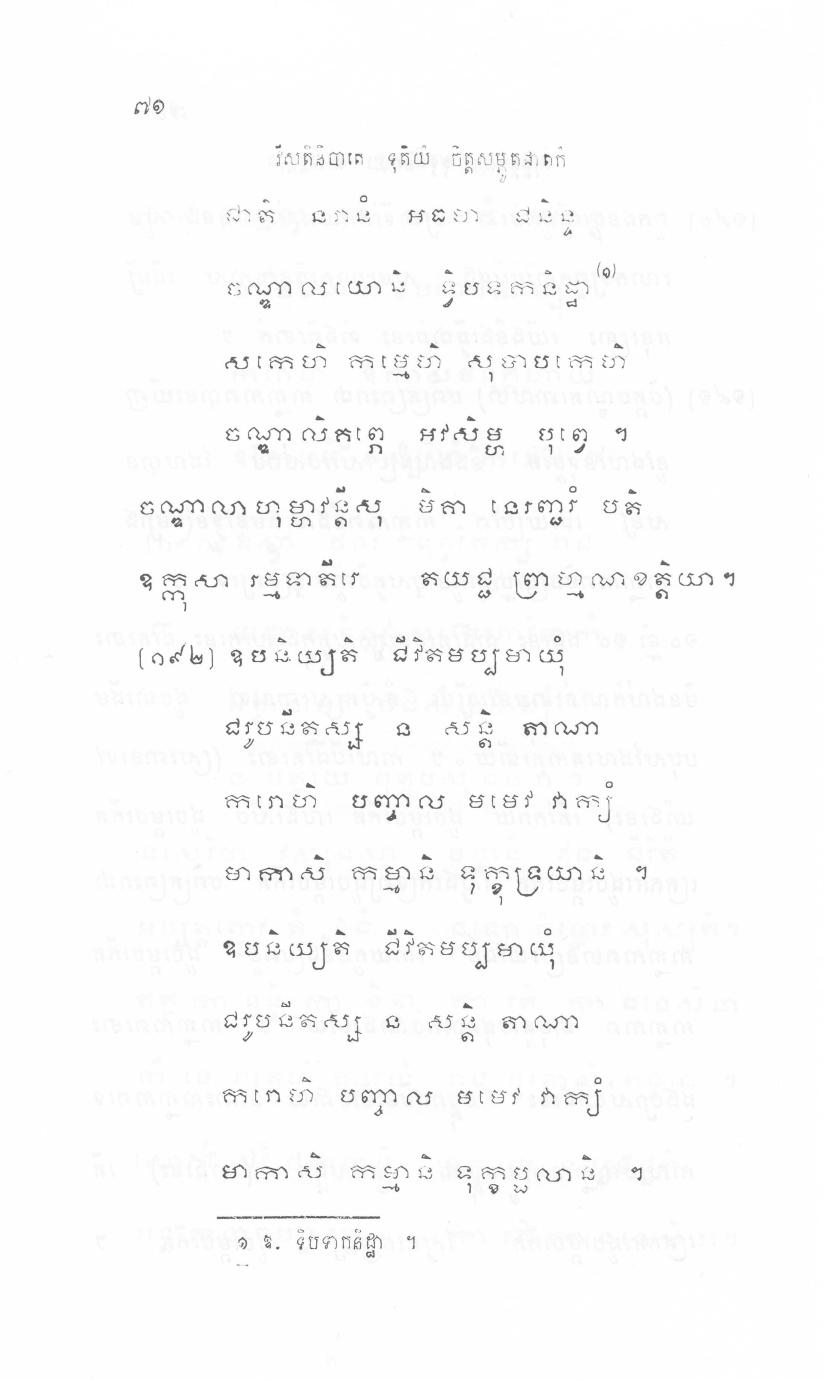 ៧១
វីសតិនិបាតេ ទុតិយំ ចិត្តសម្ភូតជាតកំ
ជាតិ នរានំ អធមា ជនិន្ទ
ចណ្ឌាលយោនិ ទ្វិបទកនិដ្ឋា(១)
សកេហិ កម្មេហិ សុបាបកេហិ
ចណ្ឌាលិគព្ភេ អវសិម្ហ បុព្វេ ។
ចណ្ឌាលាហុម្ហាវន្តីសុ មិគា នេរញ្ជរំ បតិ
ឧក្កុសា រម្មទាតីរេ ត្យជ្ជ ព្រាហ្មណខត្តិយា។
(១៩២) ឧបនិយ្យតិ ជីវិតមប្បមាយុំ
ជរូបនីតស្ស ន សន្តិ តាណា
ករោហិ បញ្ចាល មមេវ វាក្យំ
មាកាសិ កម្មានិ ទុក្ខុទ្រយានិ ។
ឧបនិយ្យតិ ជីវិតមប្បមាយុំ
ជរូបនីតស្ស ន សន្តិ តាណា
ករោហិ បញ្ចាល មមេវ វាក្យំ
មាកាសិ កម្មានិ ទុក្ខប្ផលានិ ។
១ ឱ. ទិបទាកនិដ្ឋា ។